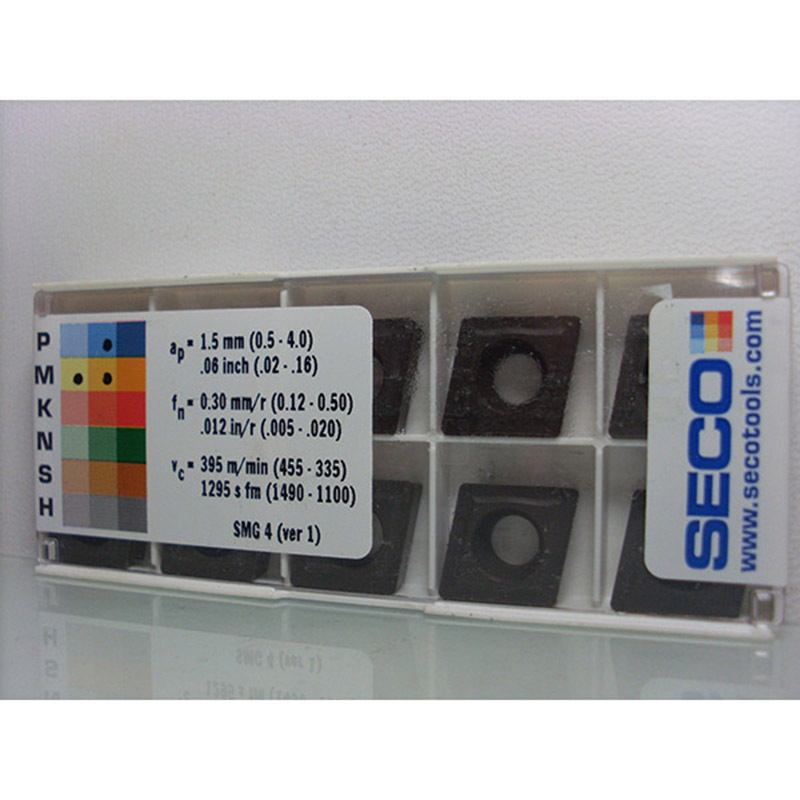 P
M
K
N
S
H
ap = 1.5 mm (0.5 - 4.0)
.06 inch (.02 - .16)
fn = 0.30 mm/r (0.12 - 0.50)
.012 in/r (.005 - .020)
vc = 395 m/min (455 - 335)
1295 s fm (1490 - 1100)
SMG 4 (ver 1)
SECO
www.secotools.com